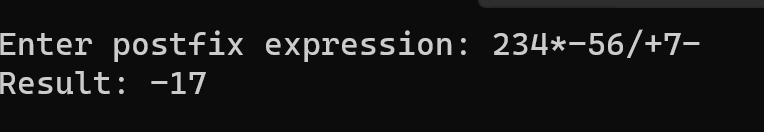 Enter postfix expression: 234*-56/+7-
Result: -17